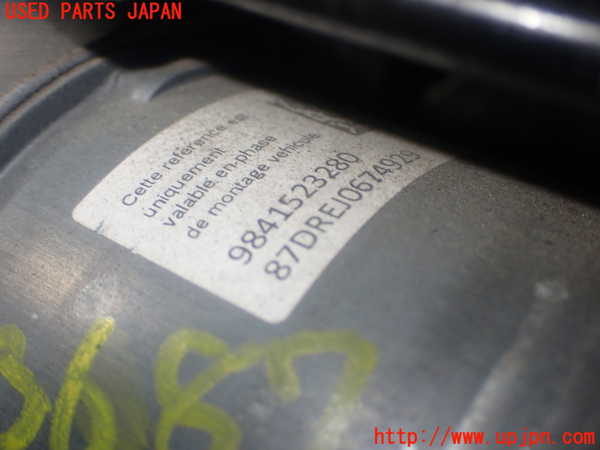 USED PARTS JAPAN
Cette référence est
uniquement
valable en phase
de montage véhicule
9841523280
87DREJ0674929
http://www.upjpn.com/